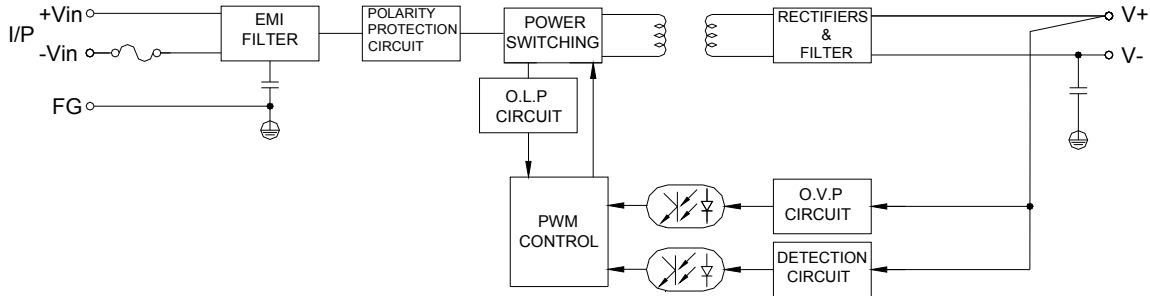 I/P
+Vin
-Vin
FG
EMI
FILTER
POLARITY
PROTECTION
CIRCUIT
POWER
SWITCHING
RECTIFIERS
&
FILTER
V+
V-
O.L.P
CIRCUIT
PWM
CONTROL
O.V.P
CIRCUIT
DETECTION
CIRCUIT